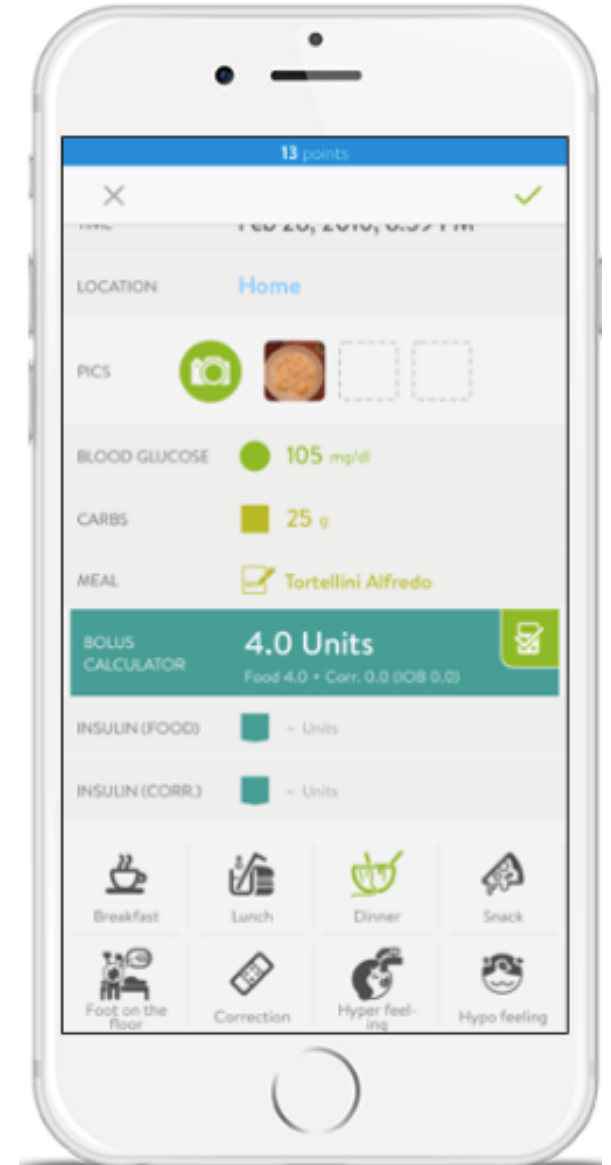 13 points
LOCATION Home
PICS
BLOOD GLUCOSE 105 mg/dl
CARBS 25 g
MEAL Tortellini Alfredo
BOLUS CALCULATOR
4.0 Units
Food 4.0 + Corr. 0.0 (IOB 0.0)
INSULIN (FOOD) - Units
INSULIN (CORR.) - Units
Breakfast Lunch Dinner Snack
Foot on the floor Correction Hyper feel-ing Hypo feeling